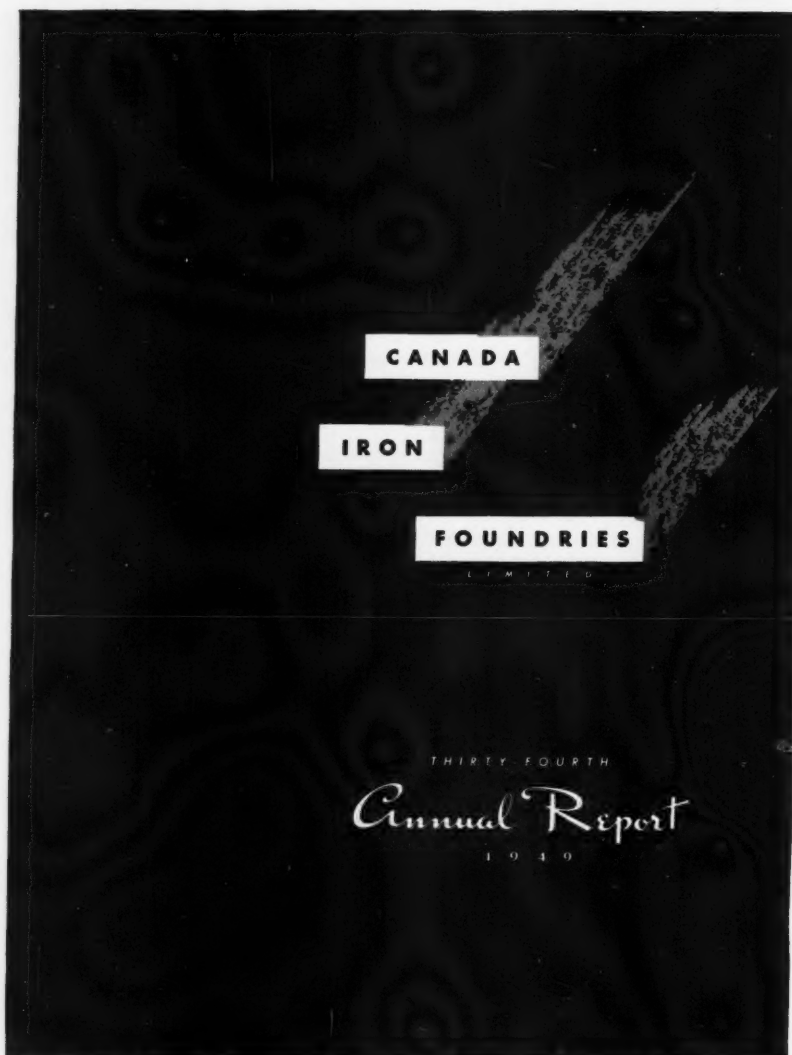 CANADA
IRON
FOUNDRIES
LIMITED
THIRTY-FOURTH
Annual Report
1949